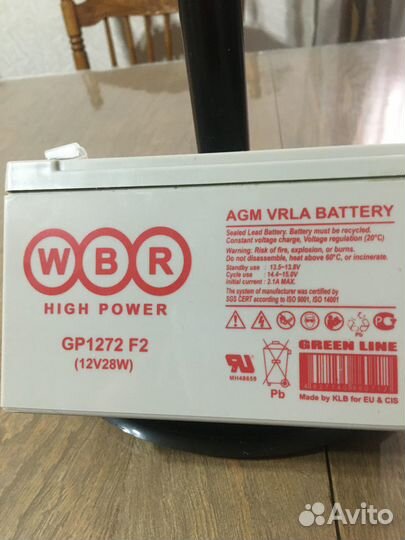 WBR
HIGH POWER
GP1272 F2
(12V28W)
AGM VRLA BATTERY
Sealed Lead Battery. Battery must be recycled.
Constant voltage charge, Voltage regulation (20°C)
Warning: Risk of fire, explosion, or burns.
Do not disassemble, heat above 60°C, or incinerate.
Standby use : 13.5-13.8V
Cycle use : 14.4-15.0V
initial current : 2.1A MAX.
The system of manufacturer was certified by
SGS CERT according to ISO 9001, ISO 14001
Pb
GREEN LINE
MH48659
Pb
Made by KLB for EU & CIS
Avito